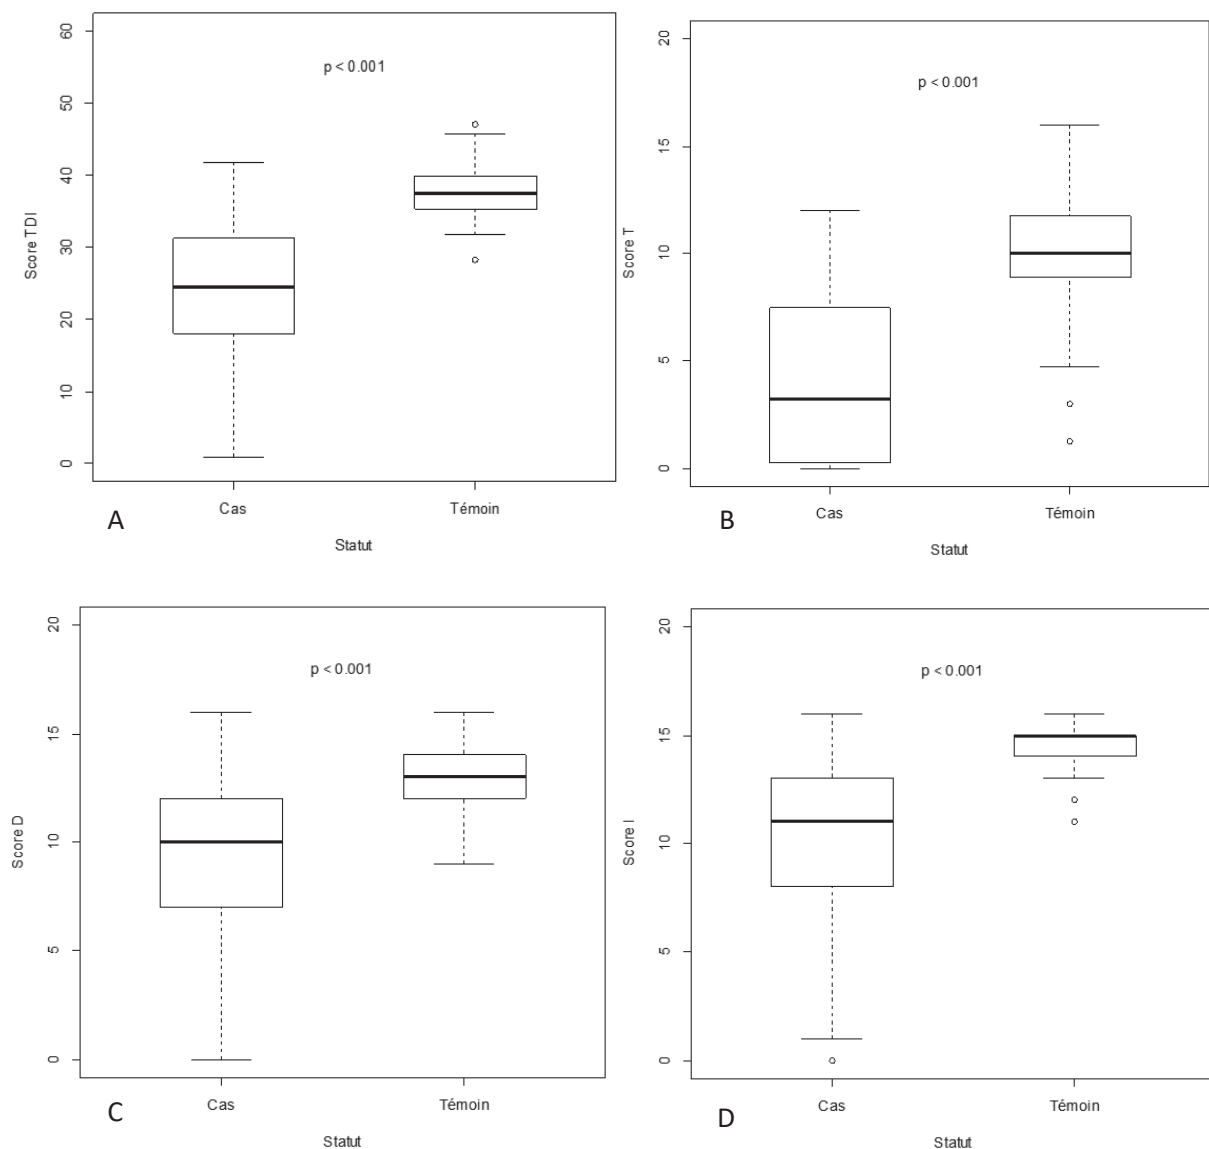 p < 0.001
Score TDI
60
50
40
30
20
10
0
Cas
Témoin
Statut
A
p < 0.001
Score T
20
15
10
5
0
Cas
Témoin
Statut
B
p < 0.001
Score D
20
15
10
5
0
Cas
Témoin
Statut
C
p < 0.001
Score I
20
15
10
5
0
Cas
Témoin
Statut
D